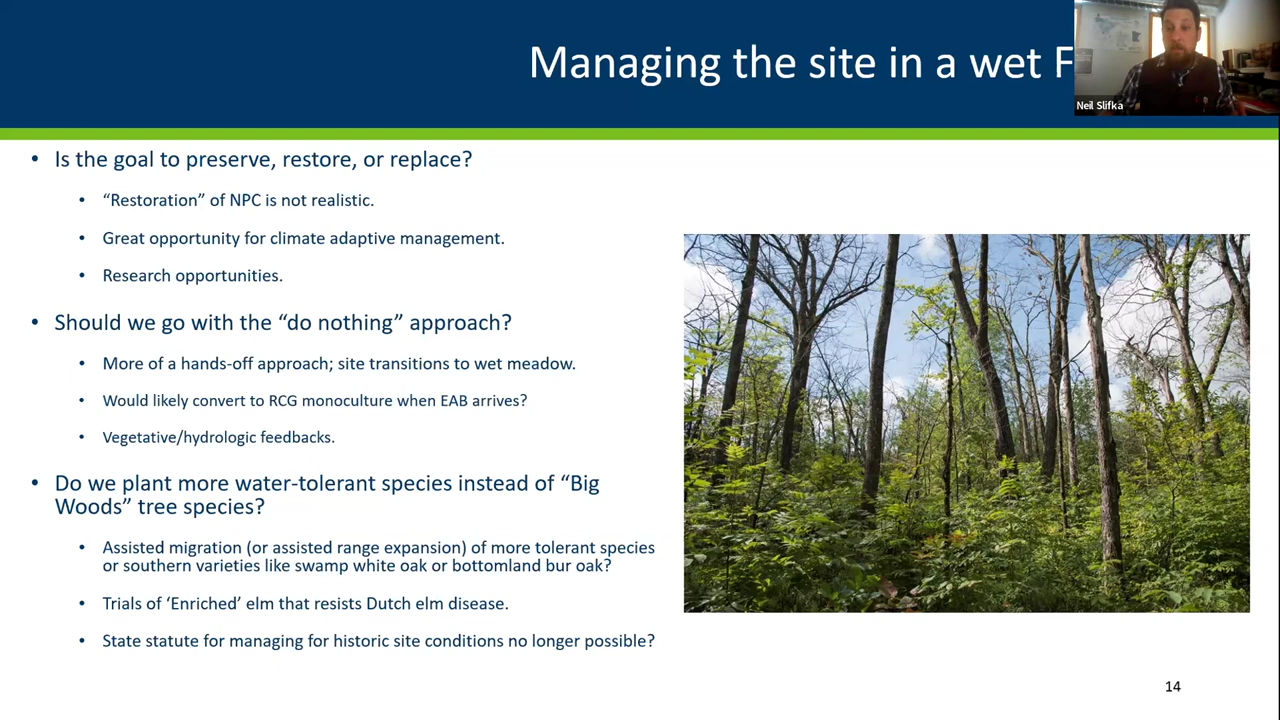 Managing the site in a wet
Neil Slifka
• Is the goal to preserve, restore, or replace?
• “Restoration” of NPC is not realistic.
• Great opportunity for climate adaptive management.
• Research opportunities.
• Should we go with the “do nothing” approach?
• More of a hands-off approach; site transitions to wet meadow.
• Would likely convert to RCG monoculture when EAB arrives?
• Vegetative/hydrologic feedbacks.
• Do we plant more water-tolerant species instead of “Big
Woods” tree species?
• Assisted migration (or assisted range expansion) of more tolerant species
or southern varieties like swamp white oak or bottomland bur oak?
• Trials of ‘Enriched’ elm that resists Dutch elm disease.
• State statute for managing for historic site conditions no longer possible?
14